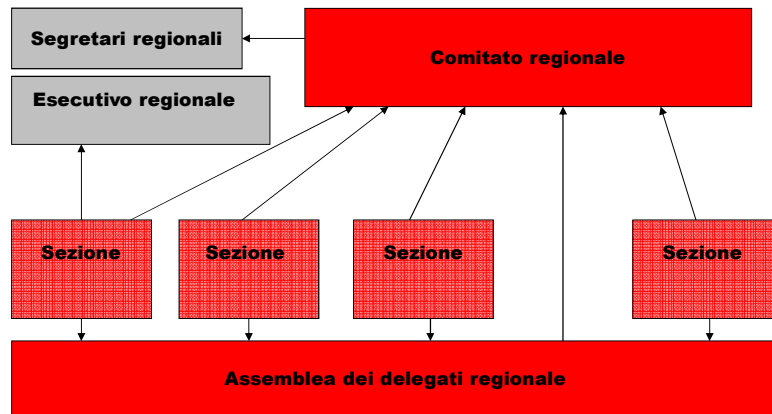 Segretari regionali
Comitato regionale
Esecutivo regionale
Sezione
Sezione
Sezione
Sezione
Assemblea dei delegati regionale